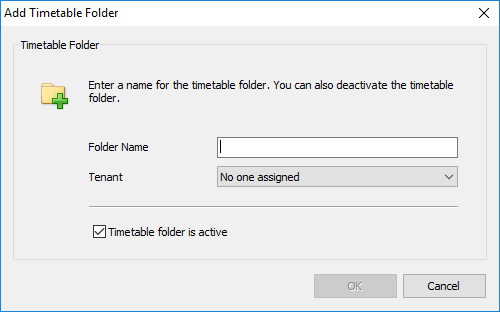 Add Timetable Folder
Timetable Folder
Enter a name for the timetable folder. You can also deactivate the timetable
folder.
Folder Name
Tenant
No one assigned
Timetable folder is active
OK
Cancel